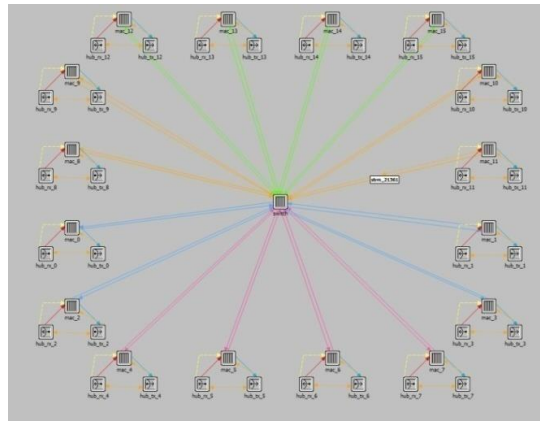 mac_12 mac_13 mac_14 mac_15
hub_rx_12 hub_tx_12 hub_rx_13 hub_tx_13 hub_rx_14 hub_tx_14 hub_rx_15 hub_tx_15
mac_9 mac_10
hub_rx_9 hub_tx_9 hub_rx_10 hub_tx_10
mac_8 mac_11
hub_rx_8 hub_tx_8 hub_rx_11 hub_tx_11
switch
mac_0 mac_1
hub_rx_0 hub_tx_0 hub_rx_1 hub_tx_1
mac_2 mac_3
hub_rx_2 hub_tx_2 hub_rx_3 hub_tx_3
mac_4 mac_5 mac_6 mac_7
hub_rx_4 hub_tx_4 hub_rx_5 hub_tx_5 hub_rx_6 hub_tx_6 hub_rx_7 hub_tx_7